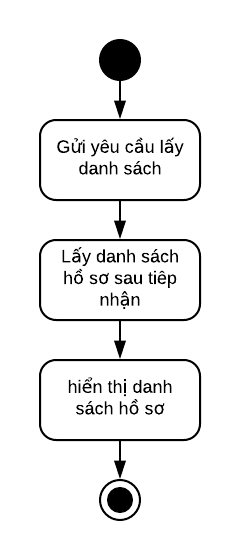 Gửi yêu cầu lấy
danh sách
Lấy danh sách
hồ sơ sau tiêp
nhận
hiển thị danh
sách hồ sơ